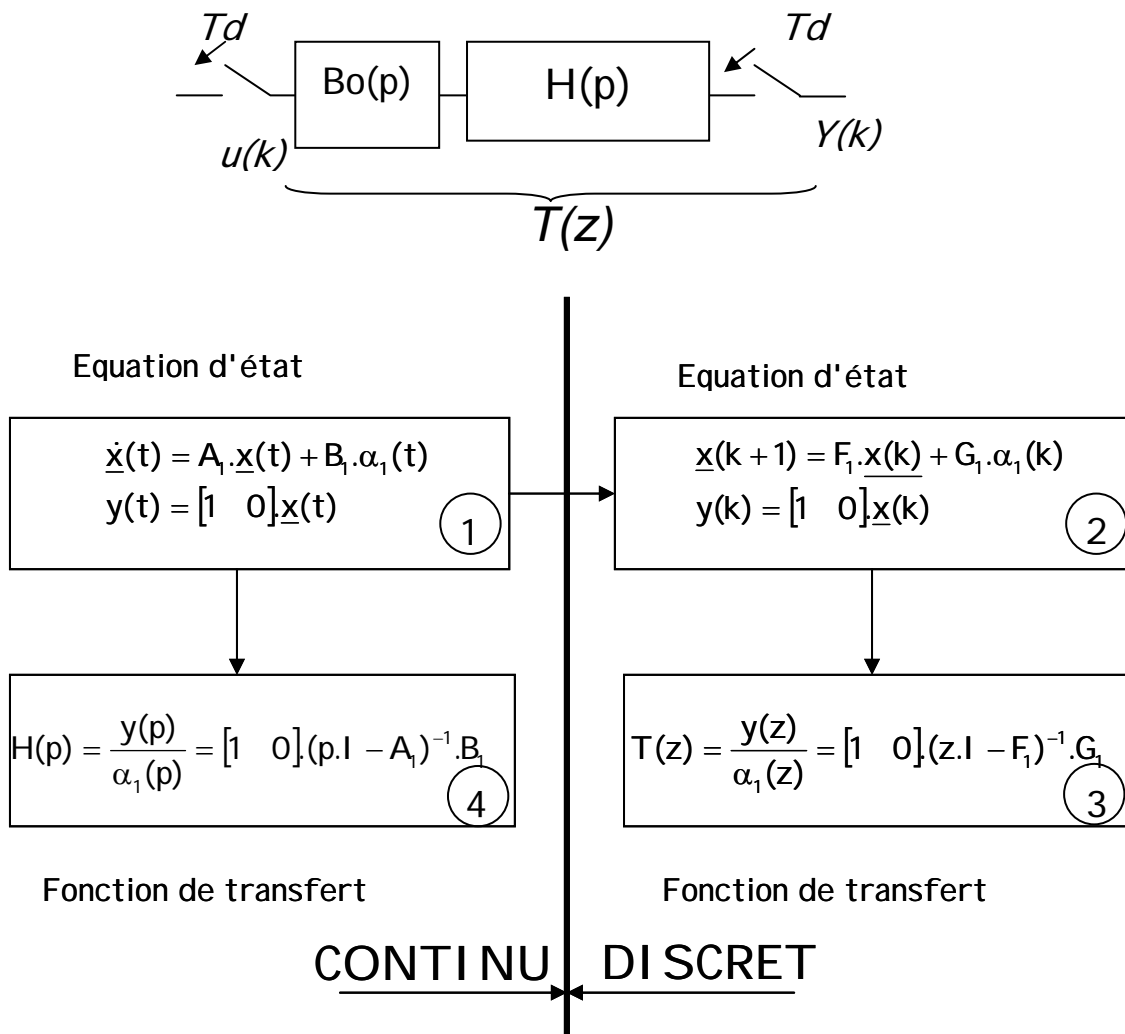 Td
Td
Bo(p)
H(p)
u(k)
Y(k)
T(z)
Equation d'état
ẋ(t) = A₁.x(t) + B₁.α₁(t)
y(t) = [1 0].x(t)
1
Equation d'état
x(k + 1) = F₁.x(k) + G₁.α₁(k)
y(k) = [1 0].x(k)
2
H(p) = y(p)/α₁(p) = [1 0].(p.I − A₁)⁻¹.B₁
4
T(z) = y(z)/α₁(z) = [1 0].(z.I − F₁)⁻¹.G₁
3
Fonction de transfert
Fonction de transfert
CONTINU
DISCRET